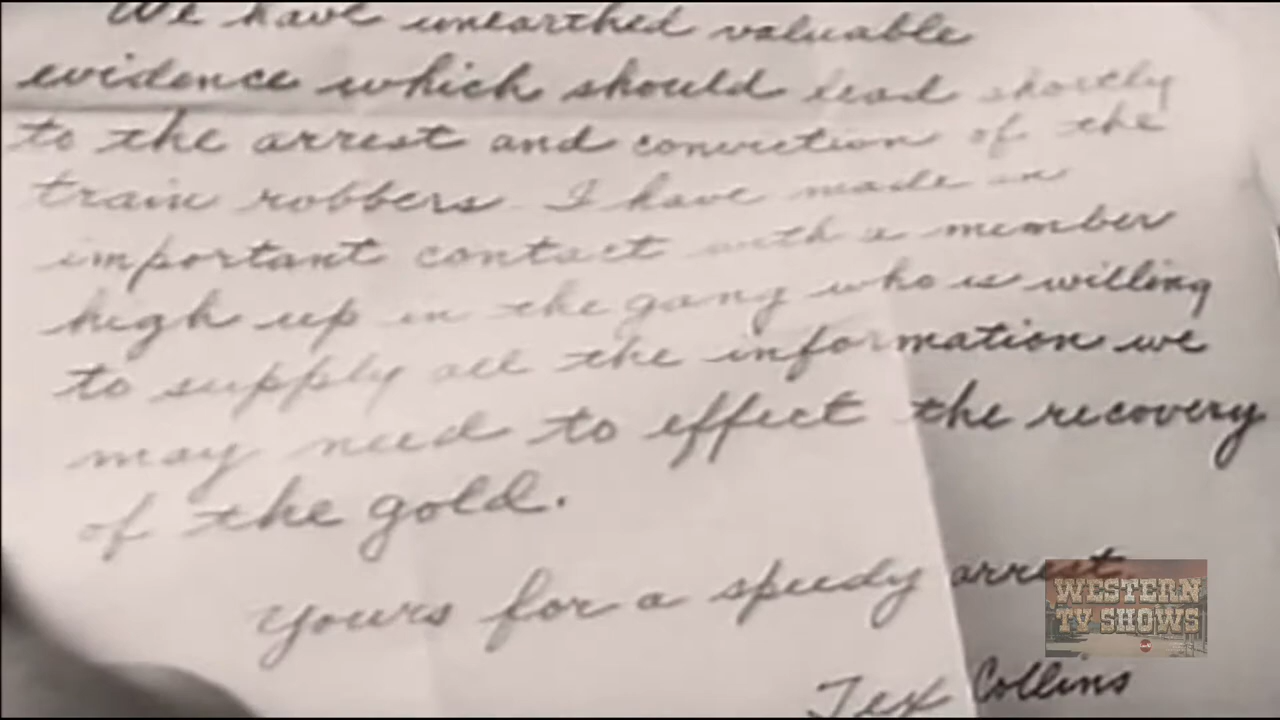 We have unearthed valuable
evidence which should lead shortly
to the arrest and conviction of the
train robbers. I have made an
important contact with a member
high up in the gang who is willing
to supply all the information we
may need to effect the recovery
of the gold.
Yours for a speedy arrest
Tex Collins
WESTERN
TV SHOWS